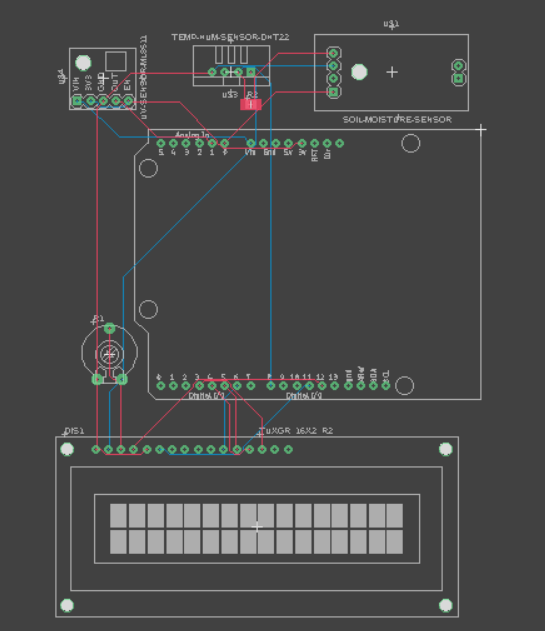 U$1
TEMP-HUM-SENSOR-DHT22
UV-SENSOR-ML8511
U$4
VIN
3V3
GND
OUT
EN
U$3
R2
SOIL-MOISTURE-SENSOR
Analog In
5 4 3 2 1
Vin Gnd 5V 3V RST
R1
1 2 3 4 5 6 7 8 9 10 11 12 13 Gnd ARef SDA SCL
Digital I/O
Digital I/O
DIS1
TUXGR_16X2_R2